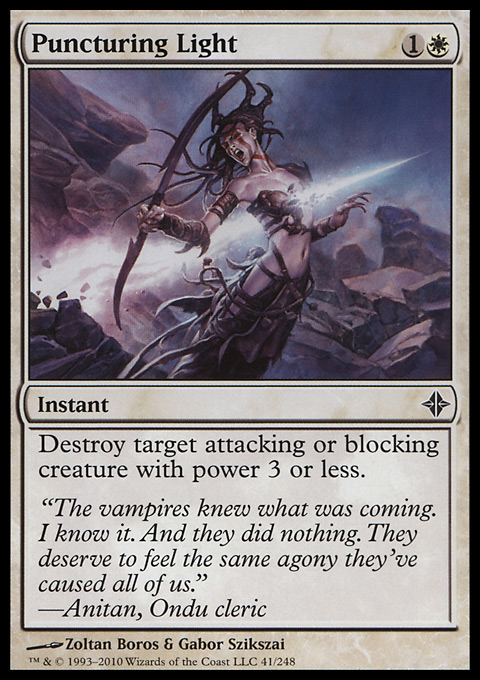 Puncturing Light 1
Instant
Destroy target attacking or blocking
creature with power 3 or less.
“The vampires knew what was coming.
I know it. And they did nothing. They
deserve to feel the same agony they’ve
caused all of us.”
—Anitan, Ondu cleric
Zoltan Boros & Gabor Szikszai
™ & © 1993–2010 Wizards of the Coast LLC 41/248